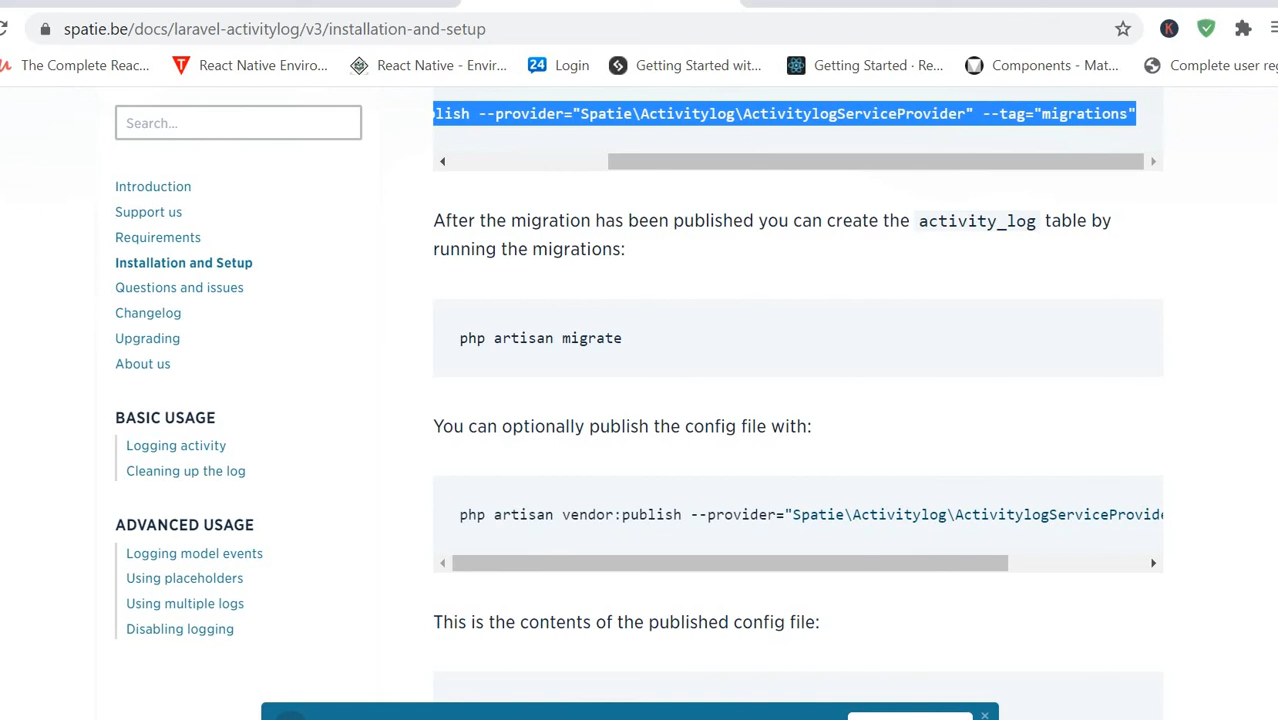 spatie.be/docs/laravel-activitylog/v3/installation-and-setup
The Complete Reac... React Native Enviro... React Native - Envir... 24 Login Getting Started wit... Getting Started · Re... Components - Mat... Complete user reg
Search...
Introduction
Support us
Requirements
Installation and Setup
Questions and issues
Changelog
Upgrading
About us
BASIC USAGE
Logging activity
Cleaning up the log
ADVANCED USAGE
Logging model events
Using placeholders
Using multiple logs
Disabling logging
lish --provider="Spatie\Activitylog\ActivitylogServiceProvider" --tag="migrations"
After the migration has been published you can create the activity_log table by
running the migrations:
php artisan migrate
You can optionally publish the config file with:
php artisan vendor:publish --provider="Spatie\Activitylog\ActivitylogServiceProvide
This is the contents of the published config file: